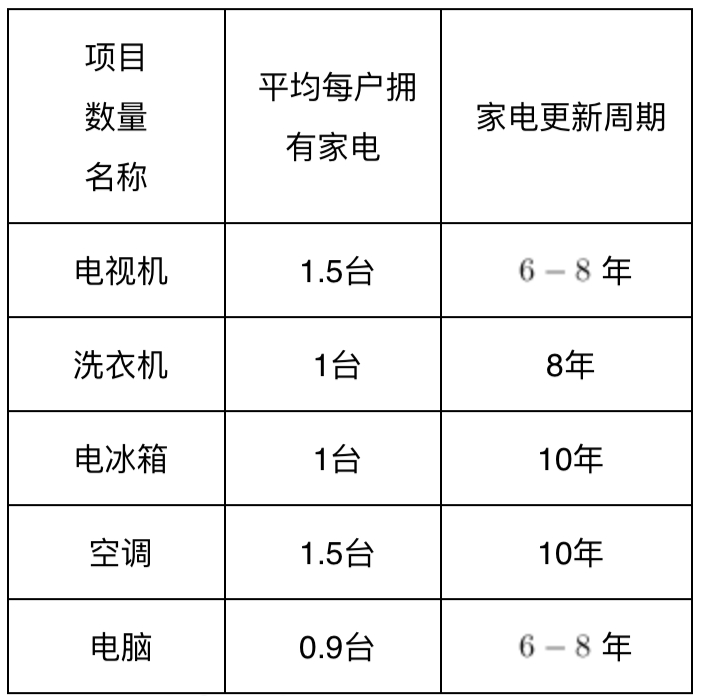 项目
数量
名称
平均每户拥
有家电
家电更新周期
电视机
1.5台
6 – 8 年
洗衣机
1台
8年
电冰箱
1台
10年
空调
1.5台
10年
电脑
0.9台
6 – 8 年